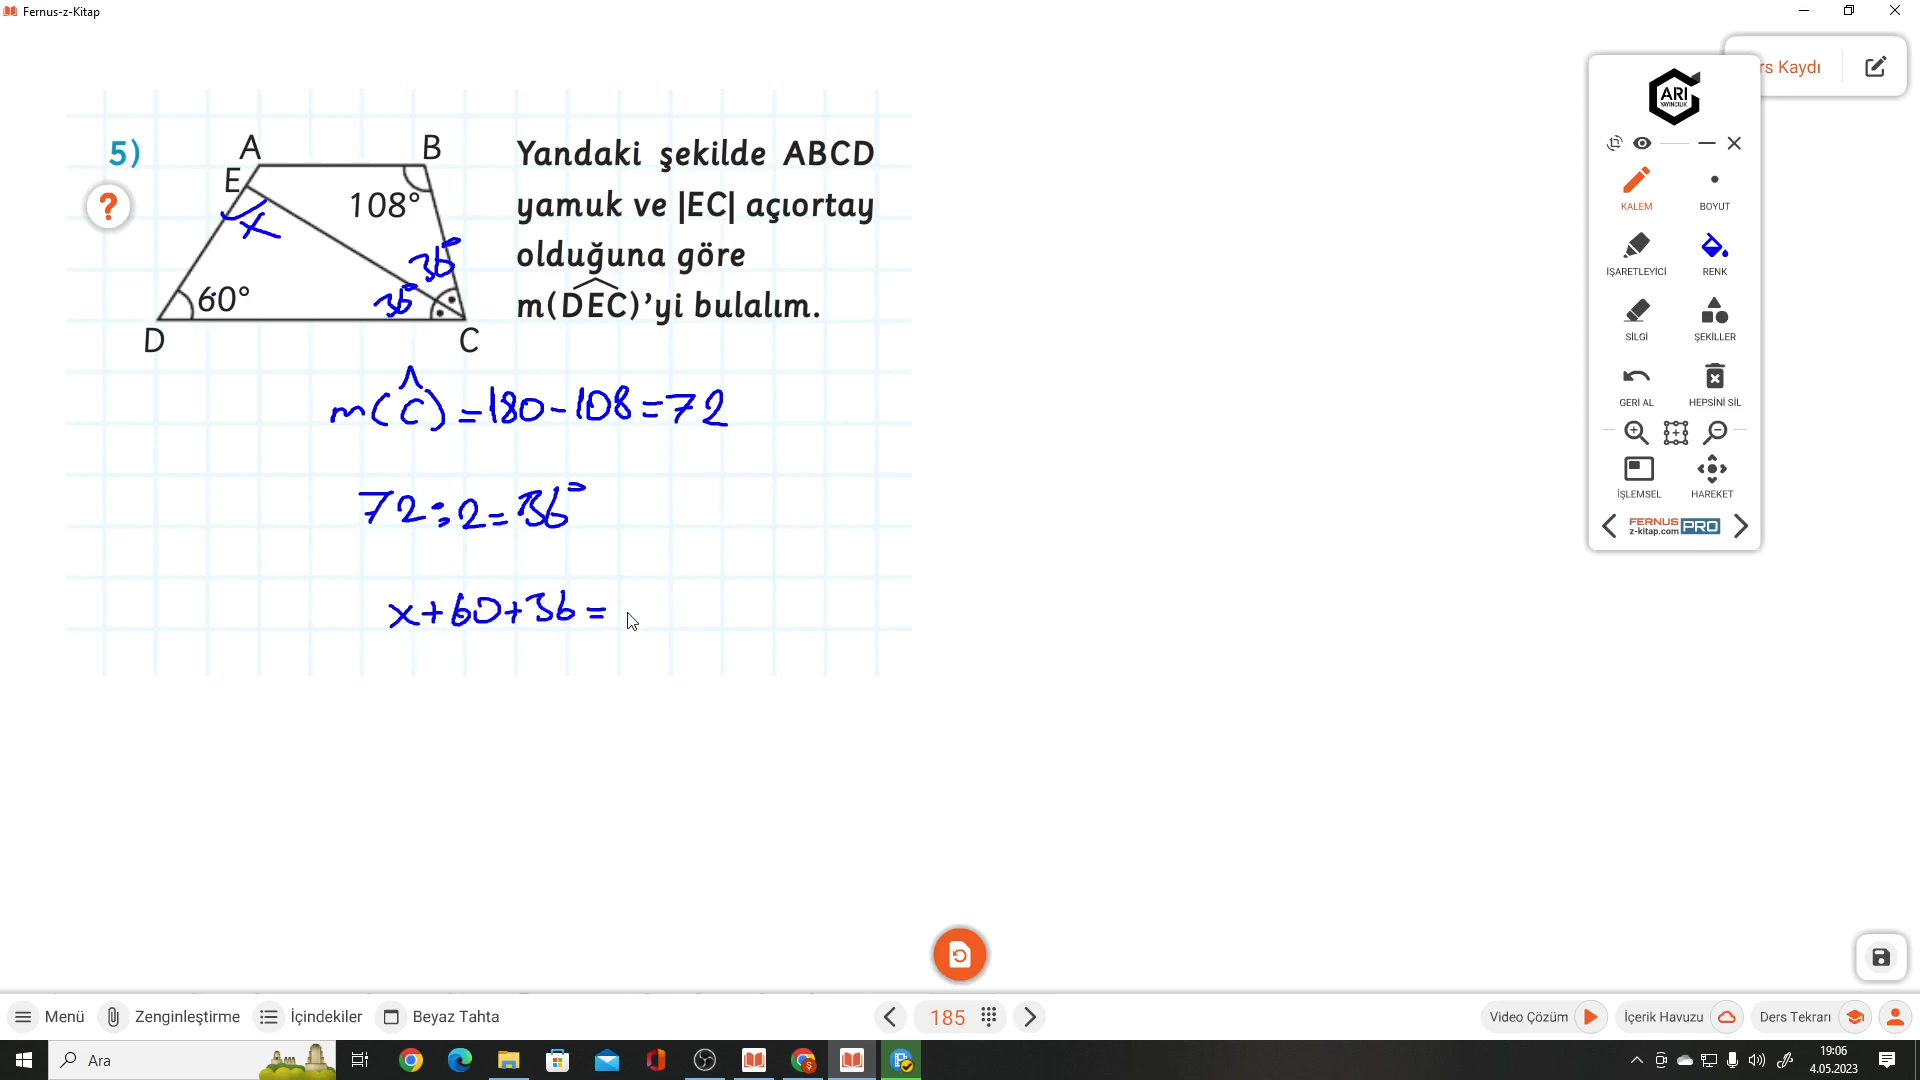 Fernus-z-Kitap
rs Kaydı
ARI
YAYINCILIK
KALEM
BOYUT
İŞARETLEYİCİ
RENK
SİLGİ
ŞEKİLLER
GERİ AL
HEPSİNİ SİL
İŞLEMSEL
HAREKET
FERNUS PRO
z-kitap.com
5)
A
B
E
108°
x
36°
36°
60°
D
C
Yandaki şekilde ABCD
yamuk ve |EC| açıortay
olduğuna göre
m(DEC)’yi bulalım.
m(Ĉ) = 180 - 108 = 72
72 : 2 = 36°
x + 60 + 36 =
Menü
Zenginleştirme
İçindekiler
Beyaz Tahta
185
Video Çözüm
İçerik Havuzu
Ders Tekrarı
Ara
19:06
4.05.2023